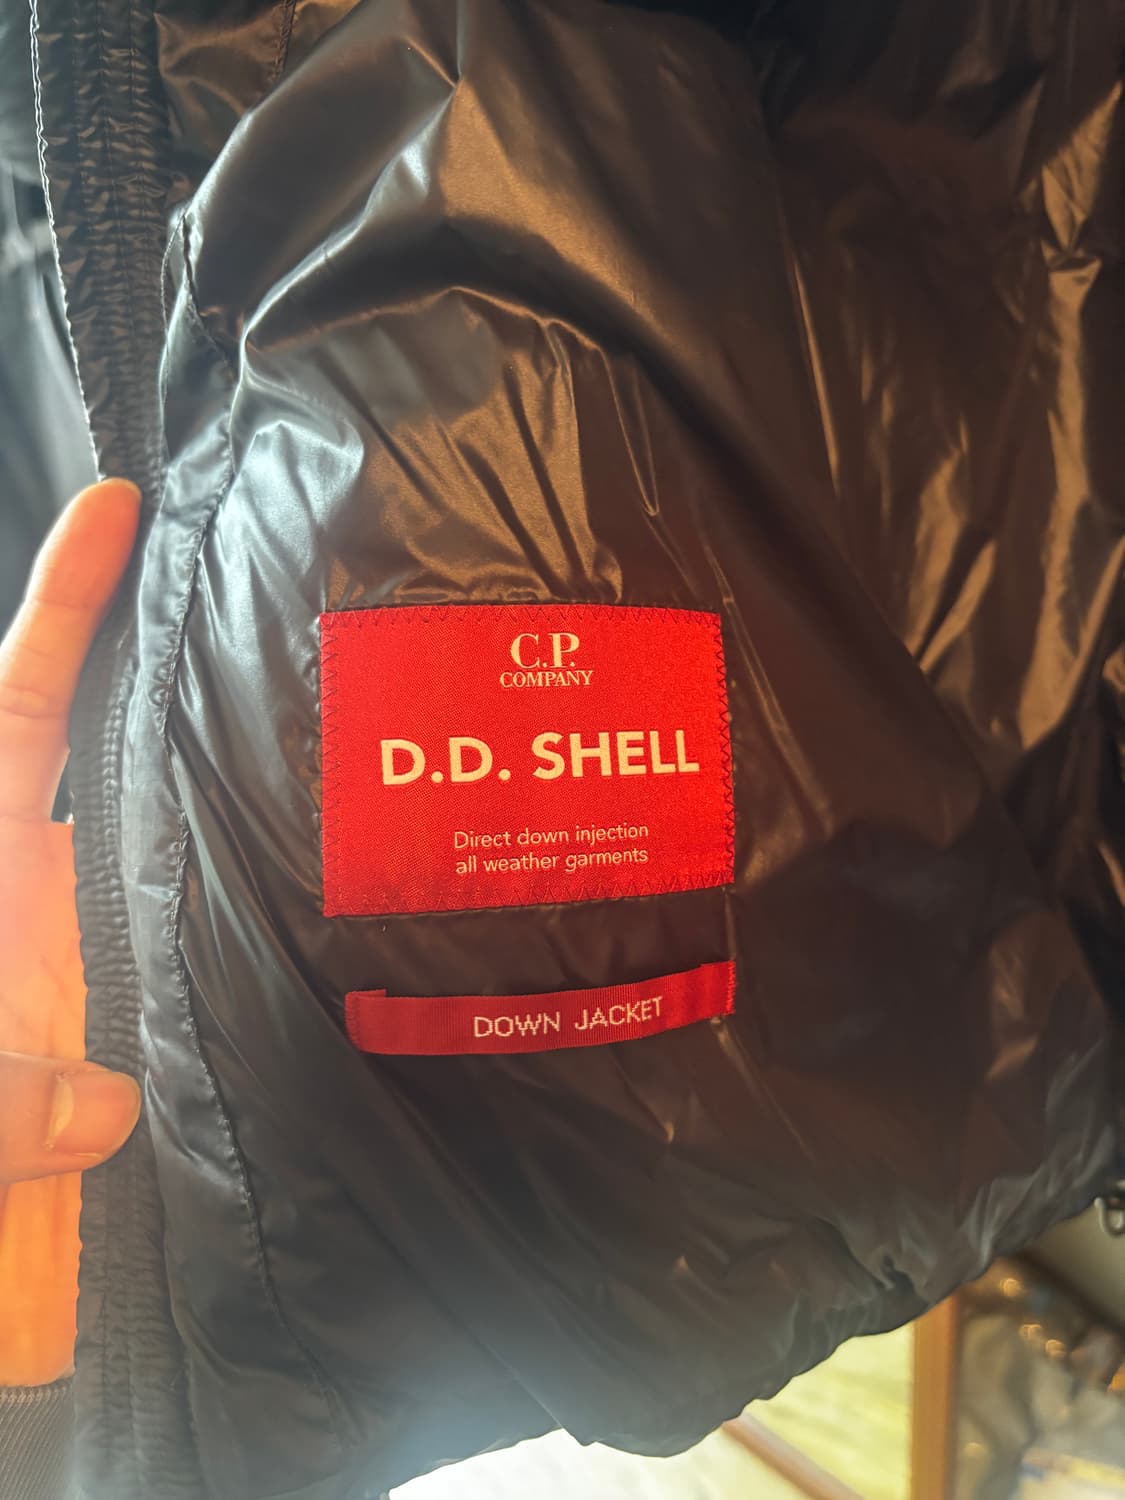 C.P.
COMPANY
D.D. SHELL
Direct down injection
all weather garments
DOWN JACKET